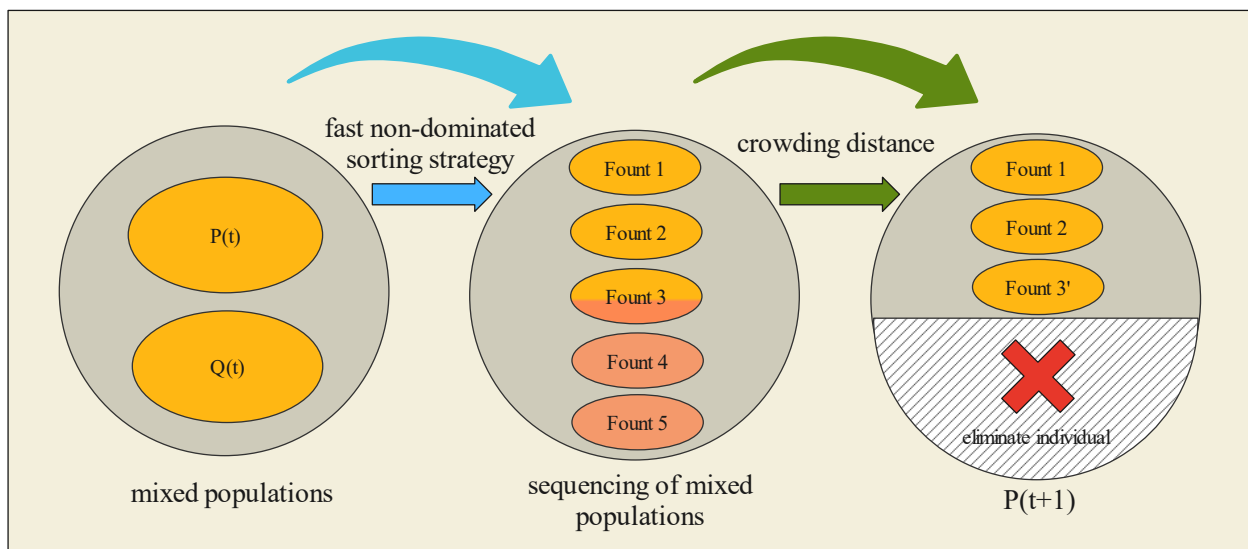 fast non-dominated
sorting strategy
crowding distance
P(t)
Q(t)
Fount 1
Fount 2
Fount 3
Fount 4
Fount 5
Fount 1
Fount 2
Fount 3'
eliminate individual
mixed populations
sequencing of mixed
populations
P(t+1)